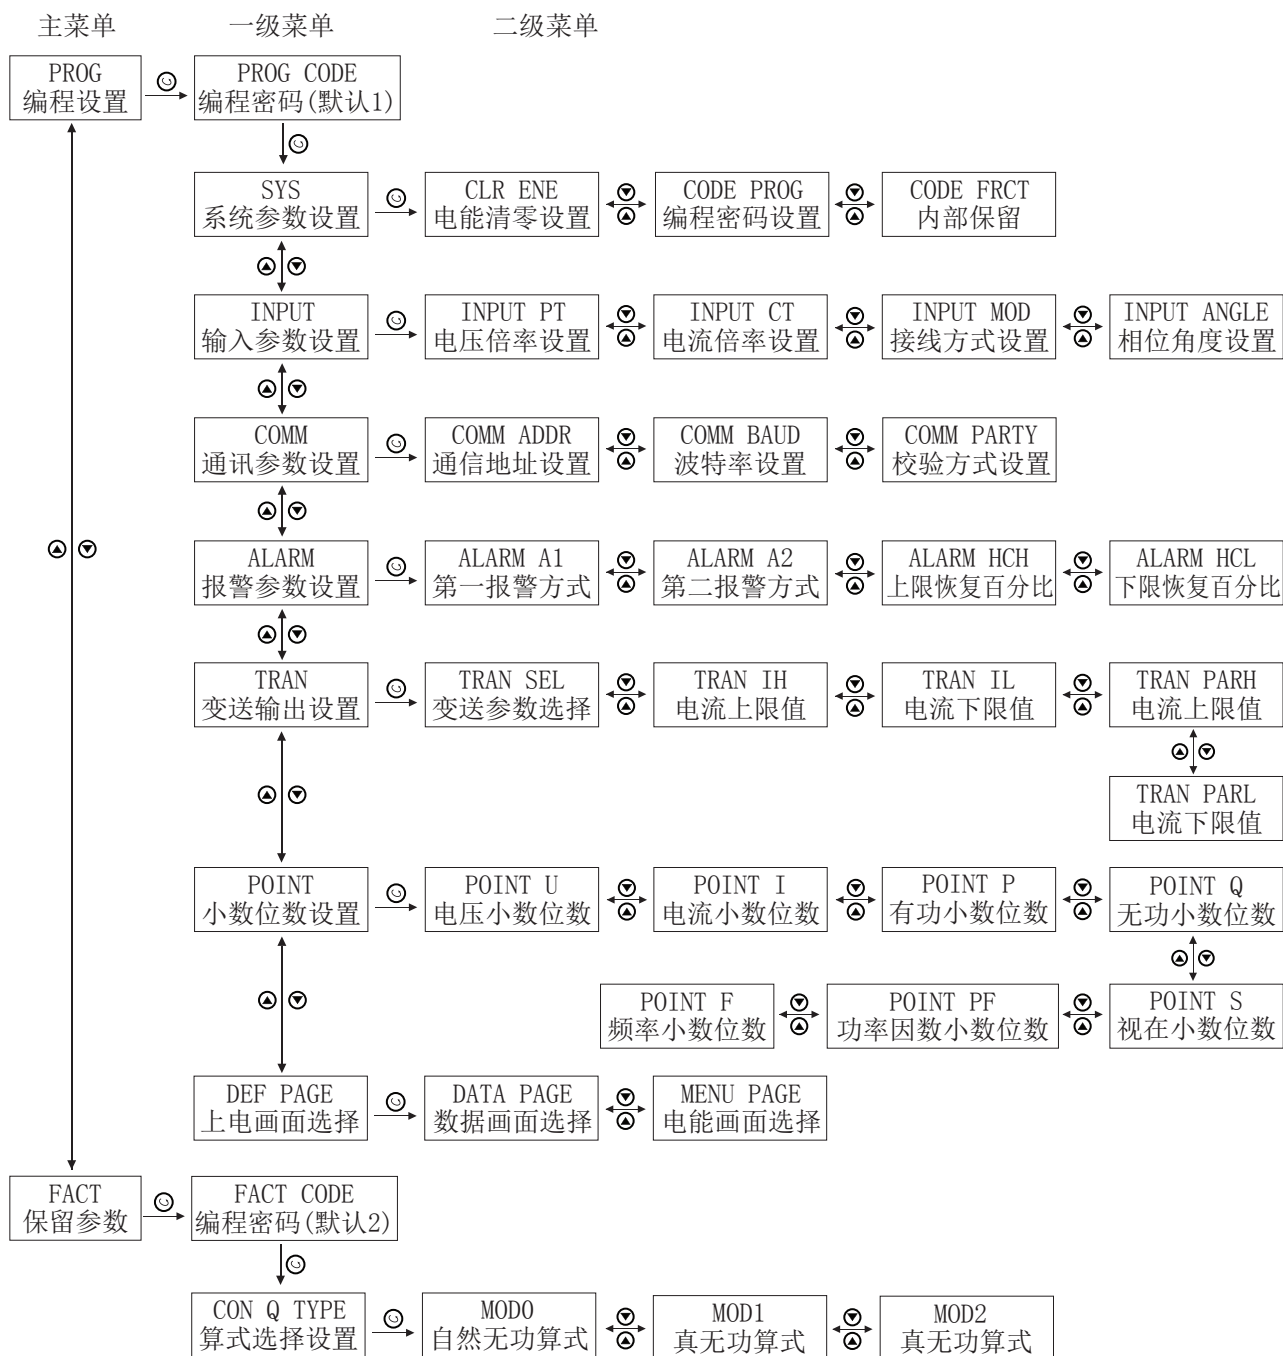 主菜单
一级菜单
二级菜单
PROG
编程设置
PROG CODE
编程密码(默认1)
SYS
系统参数设置
CLR ENE
电能清零设置
CODE PROG
编程密码设置
CODE FRCT
内部保留
INPUT
输入参数设置
INPUT PT
电压倍率设置
INPUT CT
电流倍率设置
INPUT MOD
接线方式设置
INPUT ANGLE
相位角度设置
COMM
通讯参数设置
COMM ADDR
通信地址设置
COMM BAUD
波特率设置
COMM PARTY
校验方式设置
ALARM
报警参数设置
ALARM A1
第一报警方式
ALARM A2
第二报警方式
ALARM HCH
上限恢复百分比
ALARM HCL
下限恢复百分比
TRAN
变送输出设置
TRAN SEL
变送参数选择
TRAN IH
电流上限值
TRAN IL
电流下限值
TRAN PARH
电流上限值
TRAN PARL
电流下限值
POINT
小数位数设置
POINT U
电压小数位数
POINT I
电流小数位数
POINT P
有功小数位数
POINT Q
无功小数位数
POINT F
频率小数位数
POINT PF
功率因数小数位数
POINT S
视在小数位数
DEF PAGE
上电画面选择
DATA PAGE
数据画面选择
MENU PAGE
电能画面选择
FACT
保留参数
FACT CODE
编程密码(默认2)
CON Q TYPE
算式选择设置
MOD0
自然无功算式
MOD1
真无功算式
MOD2
真无功算式